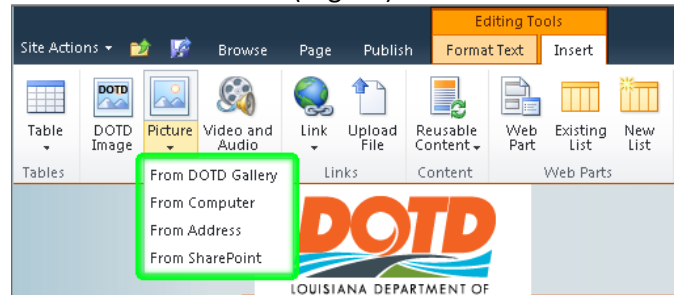 Editing Tools
Site Actions Browse Page Publish Format Text Insert
DOTD
Table DOTD Image Picture Video and Audio Link Upload File Reusable Content Web Part Existing List New List
Tables Links Content Web Parts
From DOTD Gallery
From Computer
From Address
From SharePoint
DOTD
LOUISIANA DEPARTMENT OF